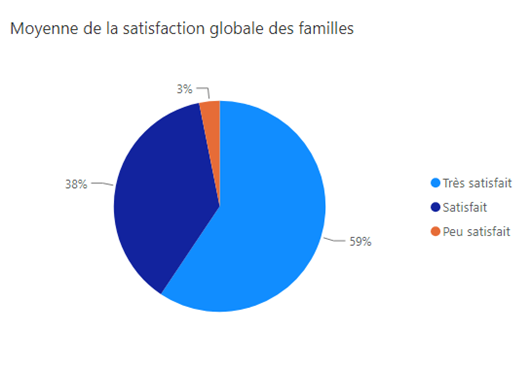 Moyenne de la satisfaction globale des familles
3%
38%
59%
Très satisfait
Satisfait
Peu satisfait